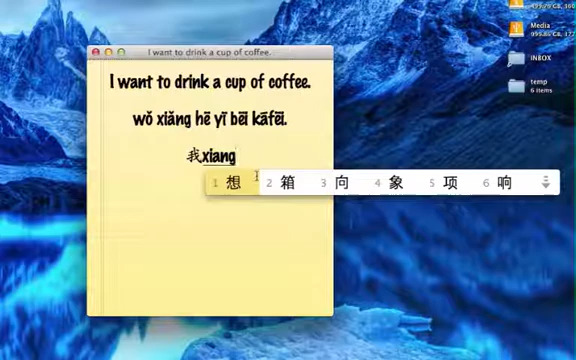 I want to drink a cup of coffee.
I want to drink a cup of coffee.
wǒ xiǎng hē yī bēi kāfēi.
我xiang
1 想 2 箱 3 向 4 象 5 项 6 响
Media
INBOX
temp
6 items